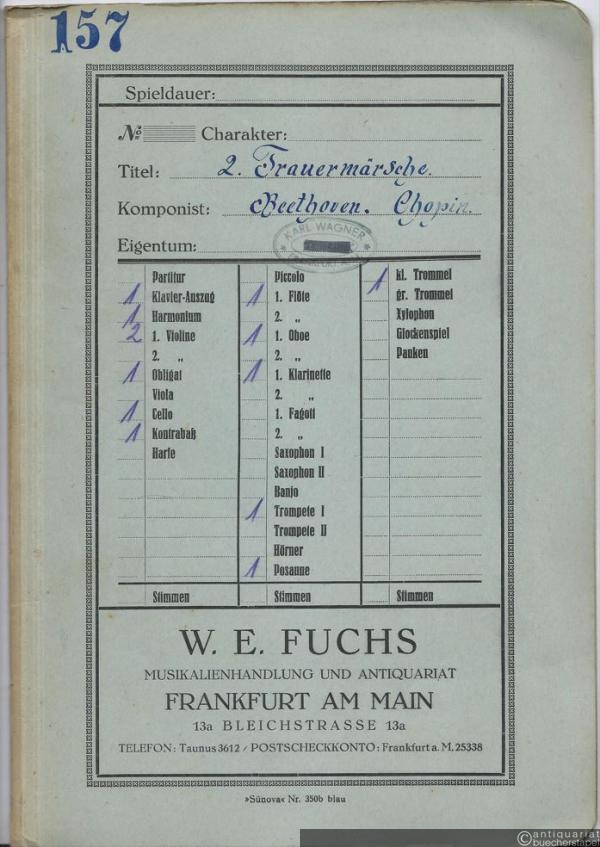 157
Spieldauer:
№ Charakter:
Titel: 2. Trauermärsche.
Komponist: Beethoven. Chopin.
KARL WAGNER
Eigentum:
Partitur
1 Klavier-Auszug
1 Harmonium
2 1. Violine
2. „
1 Obligat
Viola
1 Cello
1 Kontrabaß
Harfe
Stimmen
Piccolo
1 1. Flöte
2. „
1 1. Oboe
2. „
1 1. Klarinette
2. „
1. Fagott
2. „
Saxophon I
Saxophon II
Banjo
1 Trompete I
Trompete II
Hörner
1 Posaune
Stimmen
1 kl. Trommel
gr. Trommel
Xylophon
Glockenspiel
Pauken
Stimmen
W. E. FUCHS
MUSIKALIENHANDLUNG UND ANTIQUARIAT
FRANKFURT AM MAIN
13a BLEICHSTRASSE 13a
TELEFON: Taunus 3612 / POSTSCHECKKONTO: Frankfurt a. M. 25338
»Sünova« Nr. 350b blau
© antiquariat
buecherstapel